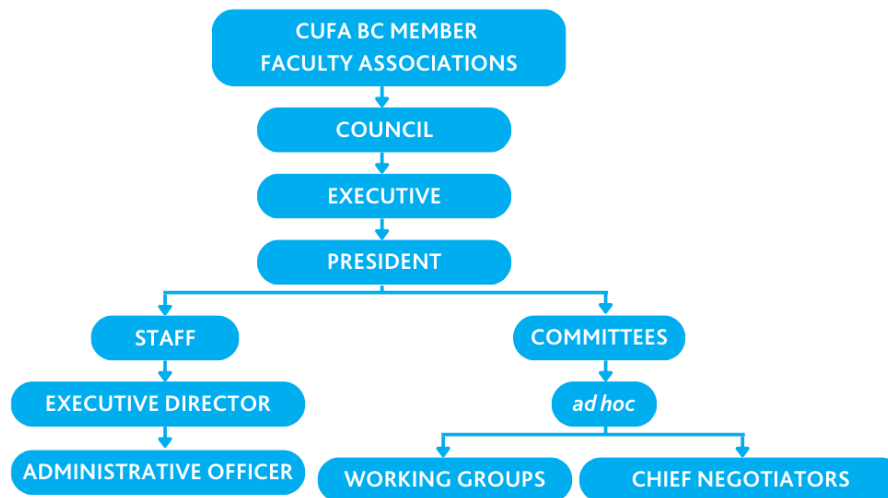 CUFA BC MEMBER
FACULTY ASSOCIATIONS
COUNCIL
EXECUTIVE
PRESIDENT
STAFF
COMMITTEES
EXECUTIVE DIRECTOR
ad hoc
ADMINISTRATIVE OFFICER
WORKING GROUPS
CHIEF NEGOTIATORS